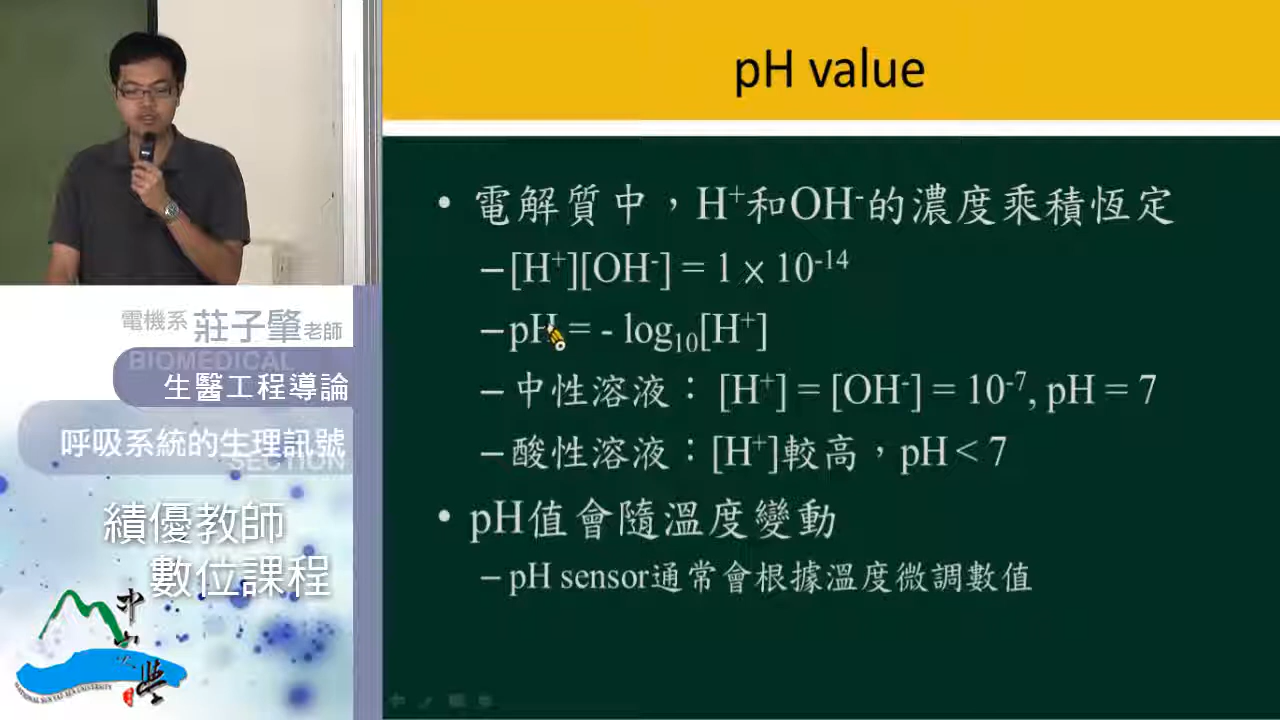 pH value
• 電解質中，H⁺和OH⁻的濃度乘積恆定
–[H⁺][OH⁻] = 1 x 10⁻¹⁴
–pH = - log₁₀[H⁺]
–中性溶液：[H⁺] = [OH⁻] = 10⁻⁷, pH = 7
–酸性溶液：[H⁺]較高，pH < 7
• pH值會隨溫度變動
–pH sensor通常會根據溫度微調數值
電機系 莊子肇老師
BIOMEDICAL
生醫工程導論
呼吸系統的生理訊號
SECTION
績優教師
數位課程
中山大學
NATIONAL SUN YAT-SEN UNIVERSITY